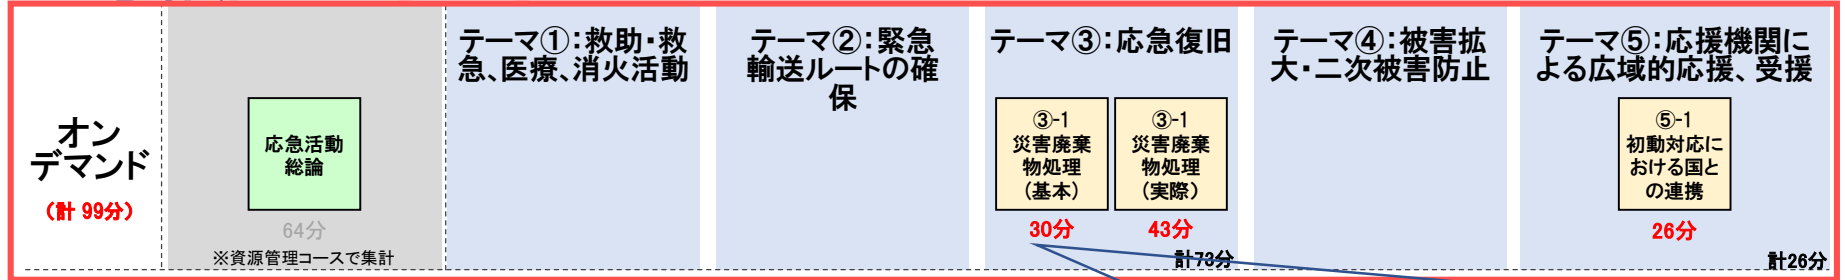 オン
デマンド
（計 99分）
応急活動
総論
64分
※資源管理コースで集計
テーマ①：救助・救
急、医療、消火活動
テーマ②：緊急
輸送ルートの確
保
テーマ③：応急復旧
③-1
災害廃棄
物処理
（基本）
30分
③-1
災害廃棄
物処理
（実際）
43分
計73分
テーマ④：被害拡
大・二次被害防止
テーマ⑤：応援機関に
よる広域的応援、受援
⑤-1
初動対応に
おける国と
の連携
26分
計26分